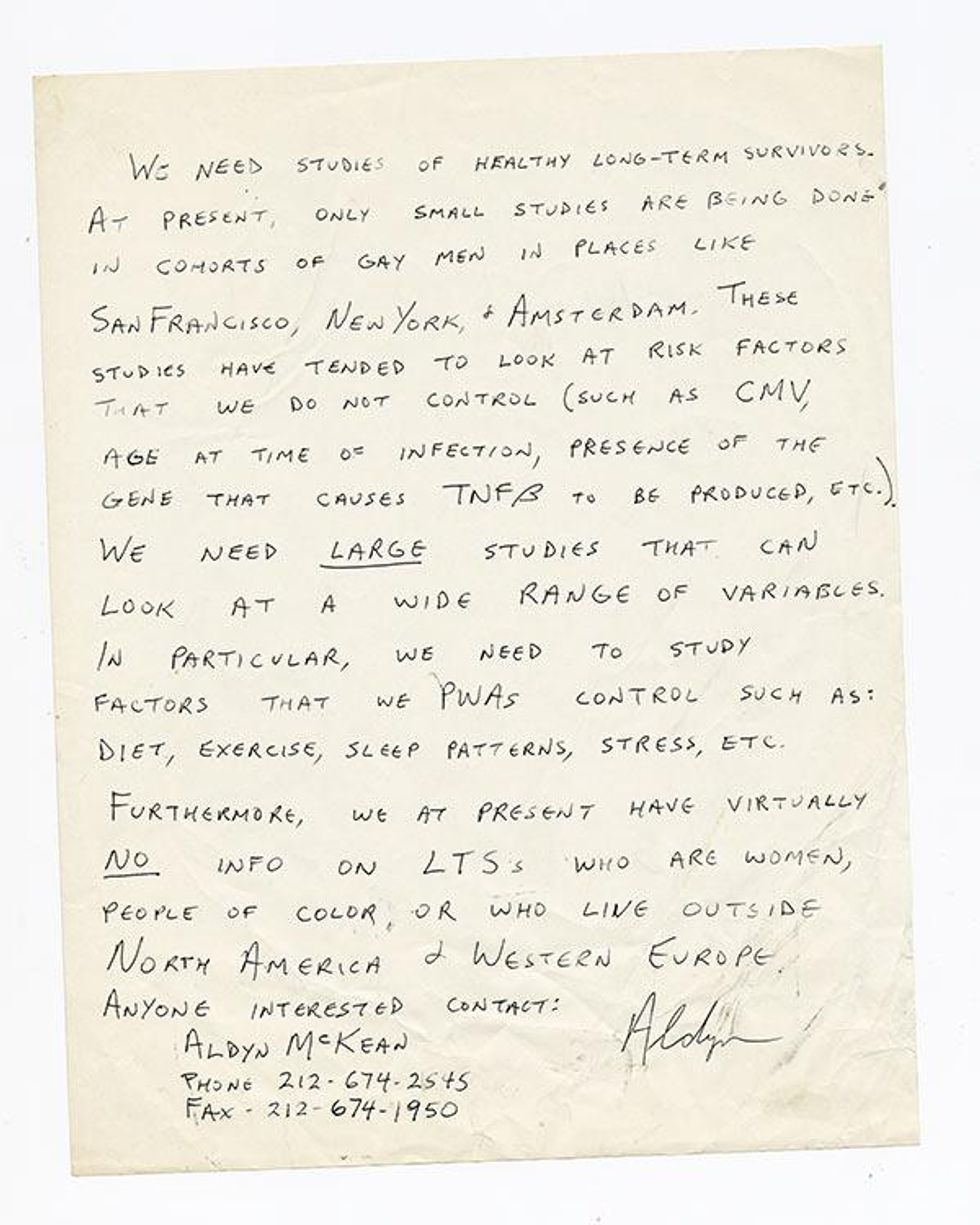 We need studies of healthy long-term survivors.
At present, only small studies are being done
in cohorts of gay men in places like
San Francisco, New York, & Amsterdam. These
studies have tended to look at risk factors
that we do not control (such as CMV,
age at time of infection, presence of the
gene that causes TNFβ to be produced, etc.).
We need LARGE studies that can
look at a wide range of variables.
In particular, we need to study
factors that we PWAs control such as:
Diet, exercise, sleep patterns, stress, etc.
Furthermore, we at present have virtually
NO info on LTSs who are women,
people of color, or who live outside
North America & Western Europe.
Anyone interested contact:
Aldyn McKean
Phone 212-674-2545
Fax - 212-674-1950
Aldyn